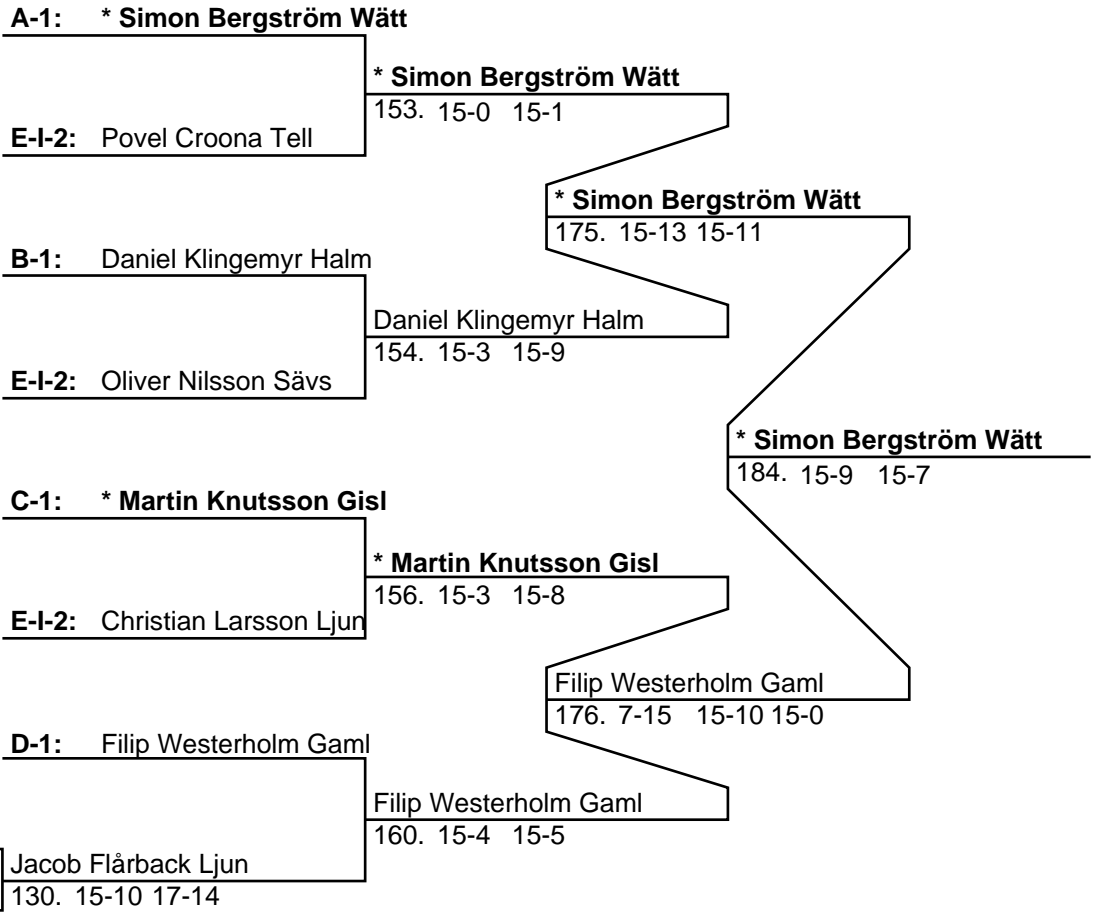 A-1: * Simon Bergström Wätt
* Simon Bergström Wätt
153. 15-0 15-1
E-I-2: Povel Croona Tell
* Simon Bergström Wätt
175. 15-13 15-11
B-1: Daniel Klingemyr Halm
Daniel Klingemyr Halm
154. 15-3 15-9
E-I-2: Oliver Nilsson Sävs
* Simon Bergström Wätt
184. 15-9 15-7
C-1: * Martin Knutsson Gisl
* Martin Knutsson Gisl
156. 15-3 15-8
E-I-2: Christian Larsson Ljun
Filip Westerholm Gaml
176. 7-15 15-10 15-0
D-1: Filip Westerholm Gaml
Filip Westerholm Gaml
160. 15-4 15-5
Jacob Flårback Ljun
130. 15-10 17-14